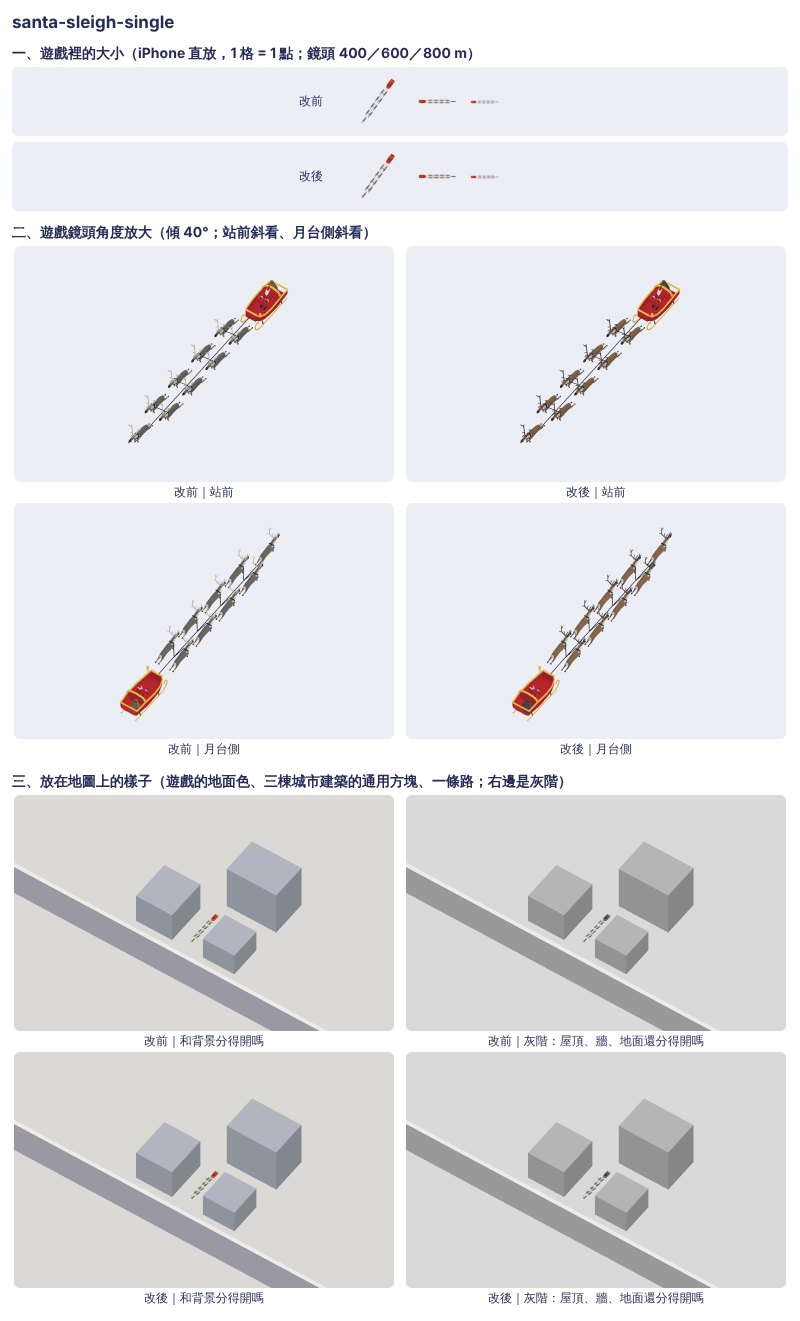 santa-sleigh-single
一、遊戲裡的大小（iPhone 直放，1 格 = 1 點；鏡頭 400／600／800 m）
改前
改後
二、遊戲鏡頭角度放大（傾 40°；站前斜看、月台側斜看）
改前｜站前
改後｜站前
改前｜月台側
改後｜月台側
三、放在地圖上的樣子（遊戲的地面色、三棟城市建築的通用方塊、一條路；右邊是灰階）
改前｜和背景分得開嗎
改前｜灰階：屋頂、牆、地面還分得開嗎
改後｜和背景分得開嗎
改後｜灰階：屋頂、牆、地面還分得開嗎